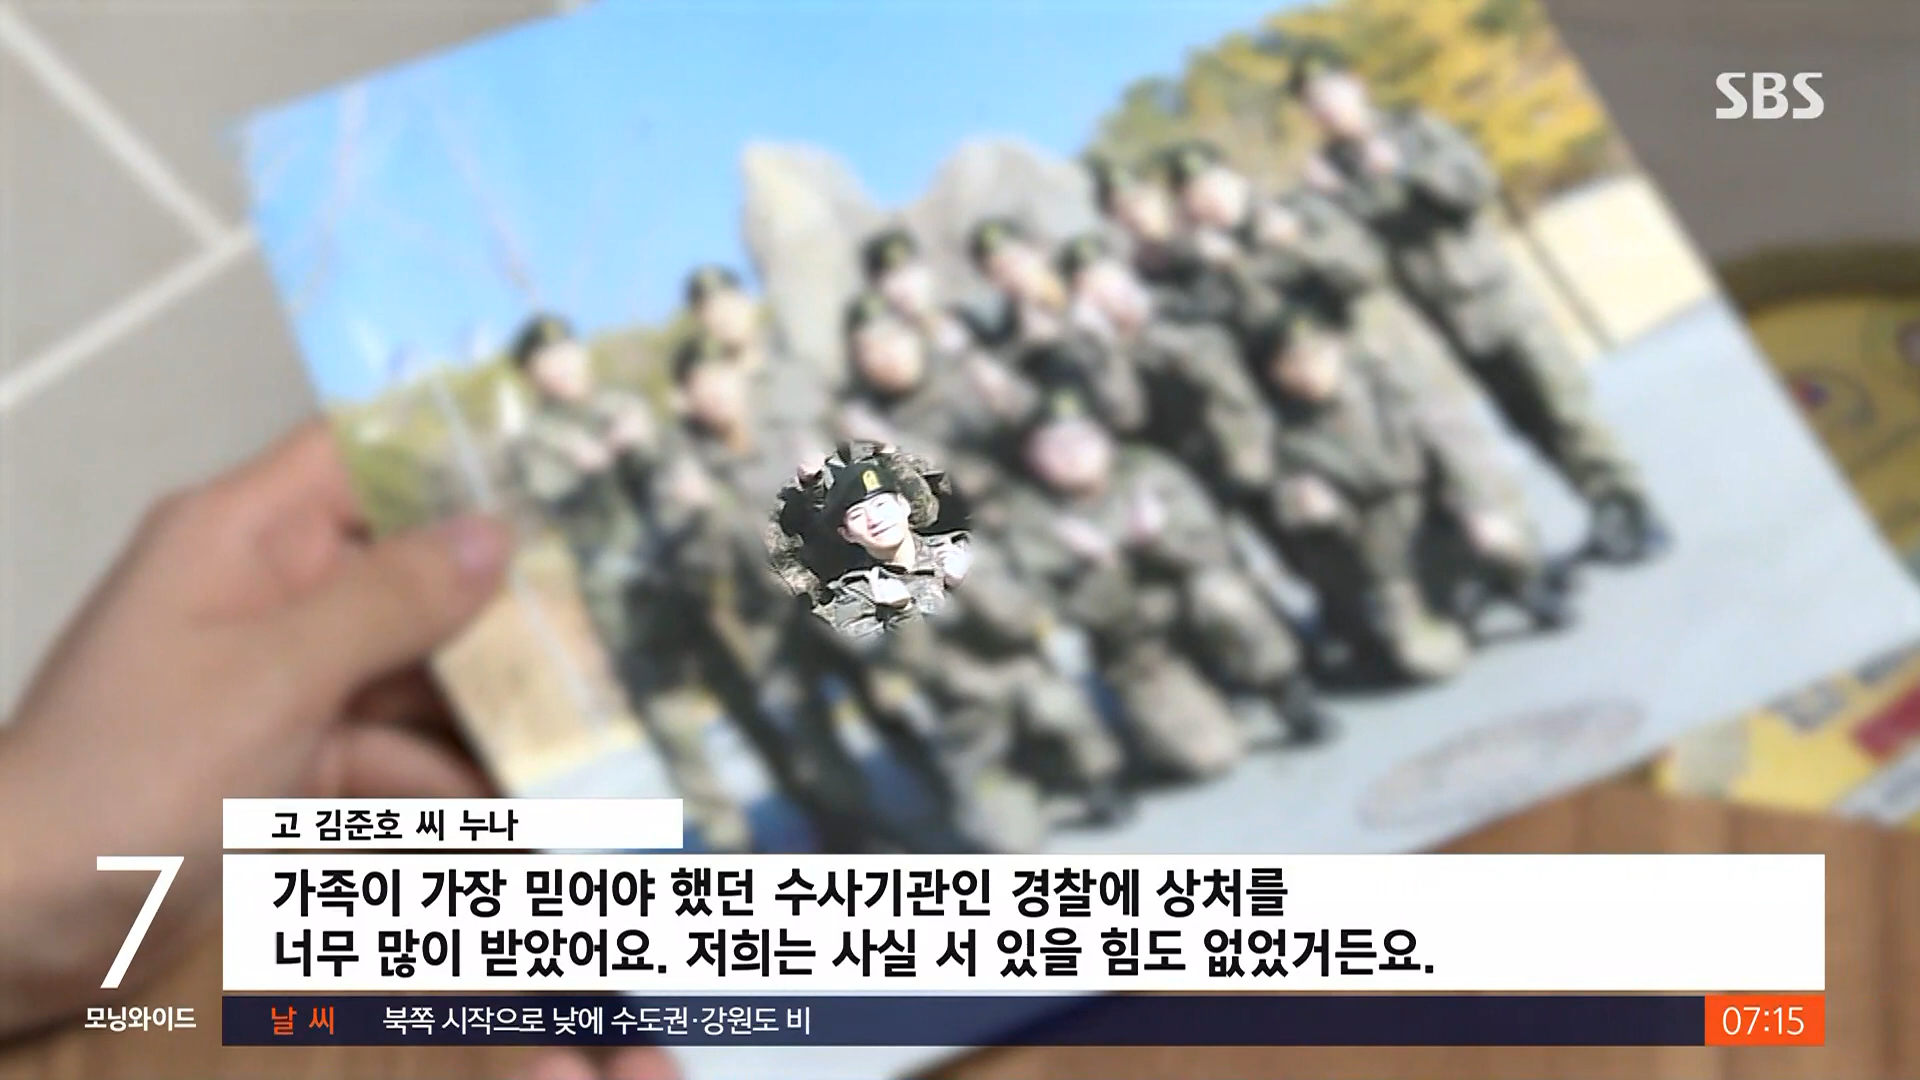 SBS
고 김준호 씨 누나
가족이 가장 믿어야 했던 수사기관인 경찰에 상처를
너무 많이 받았어요. 저희는 사실 서 있을 힘도 없었거든요.
7
모닝와이드
날씨 북쪽 시작으로 낮에 수도권·강원도 비
07:15